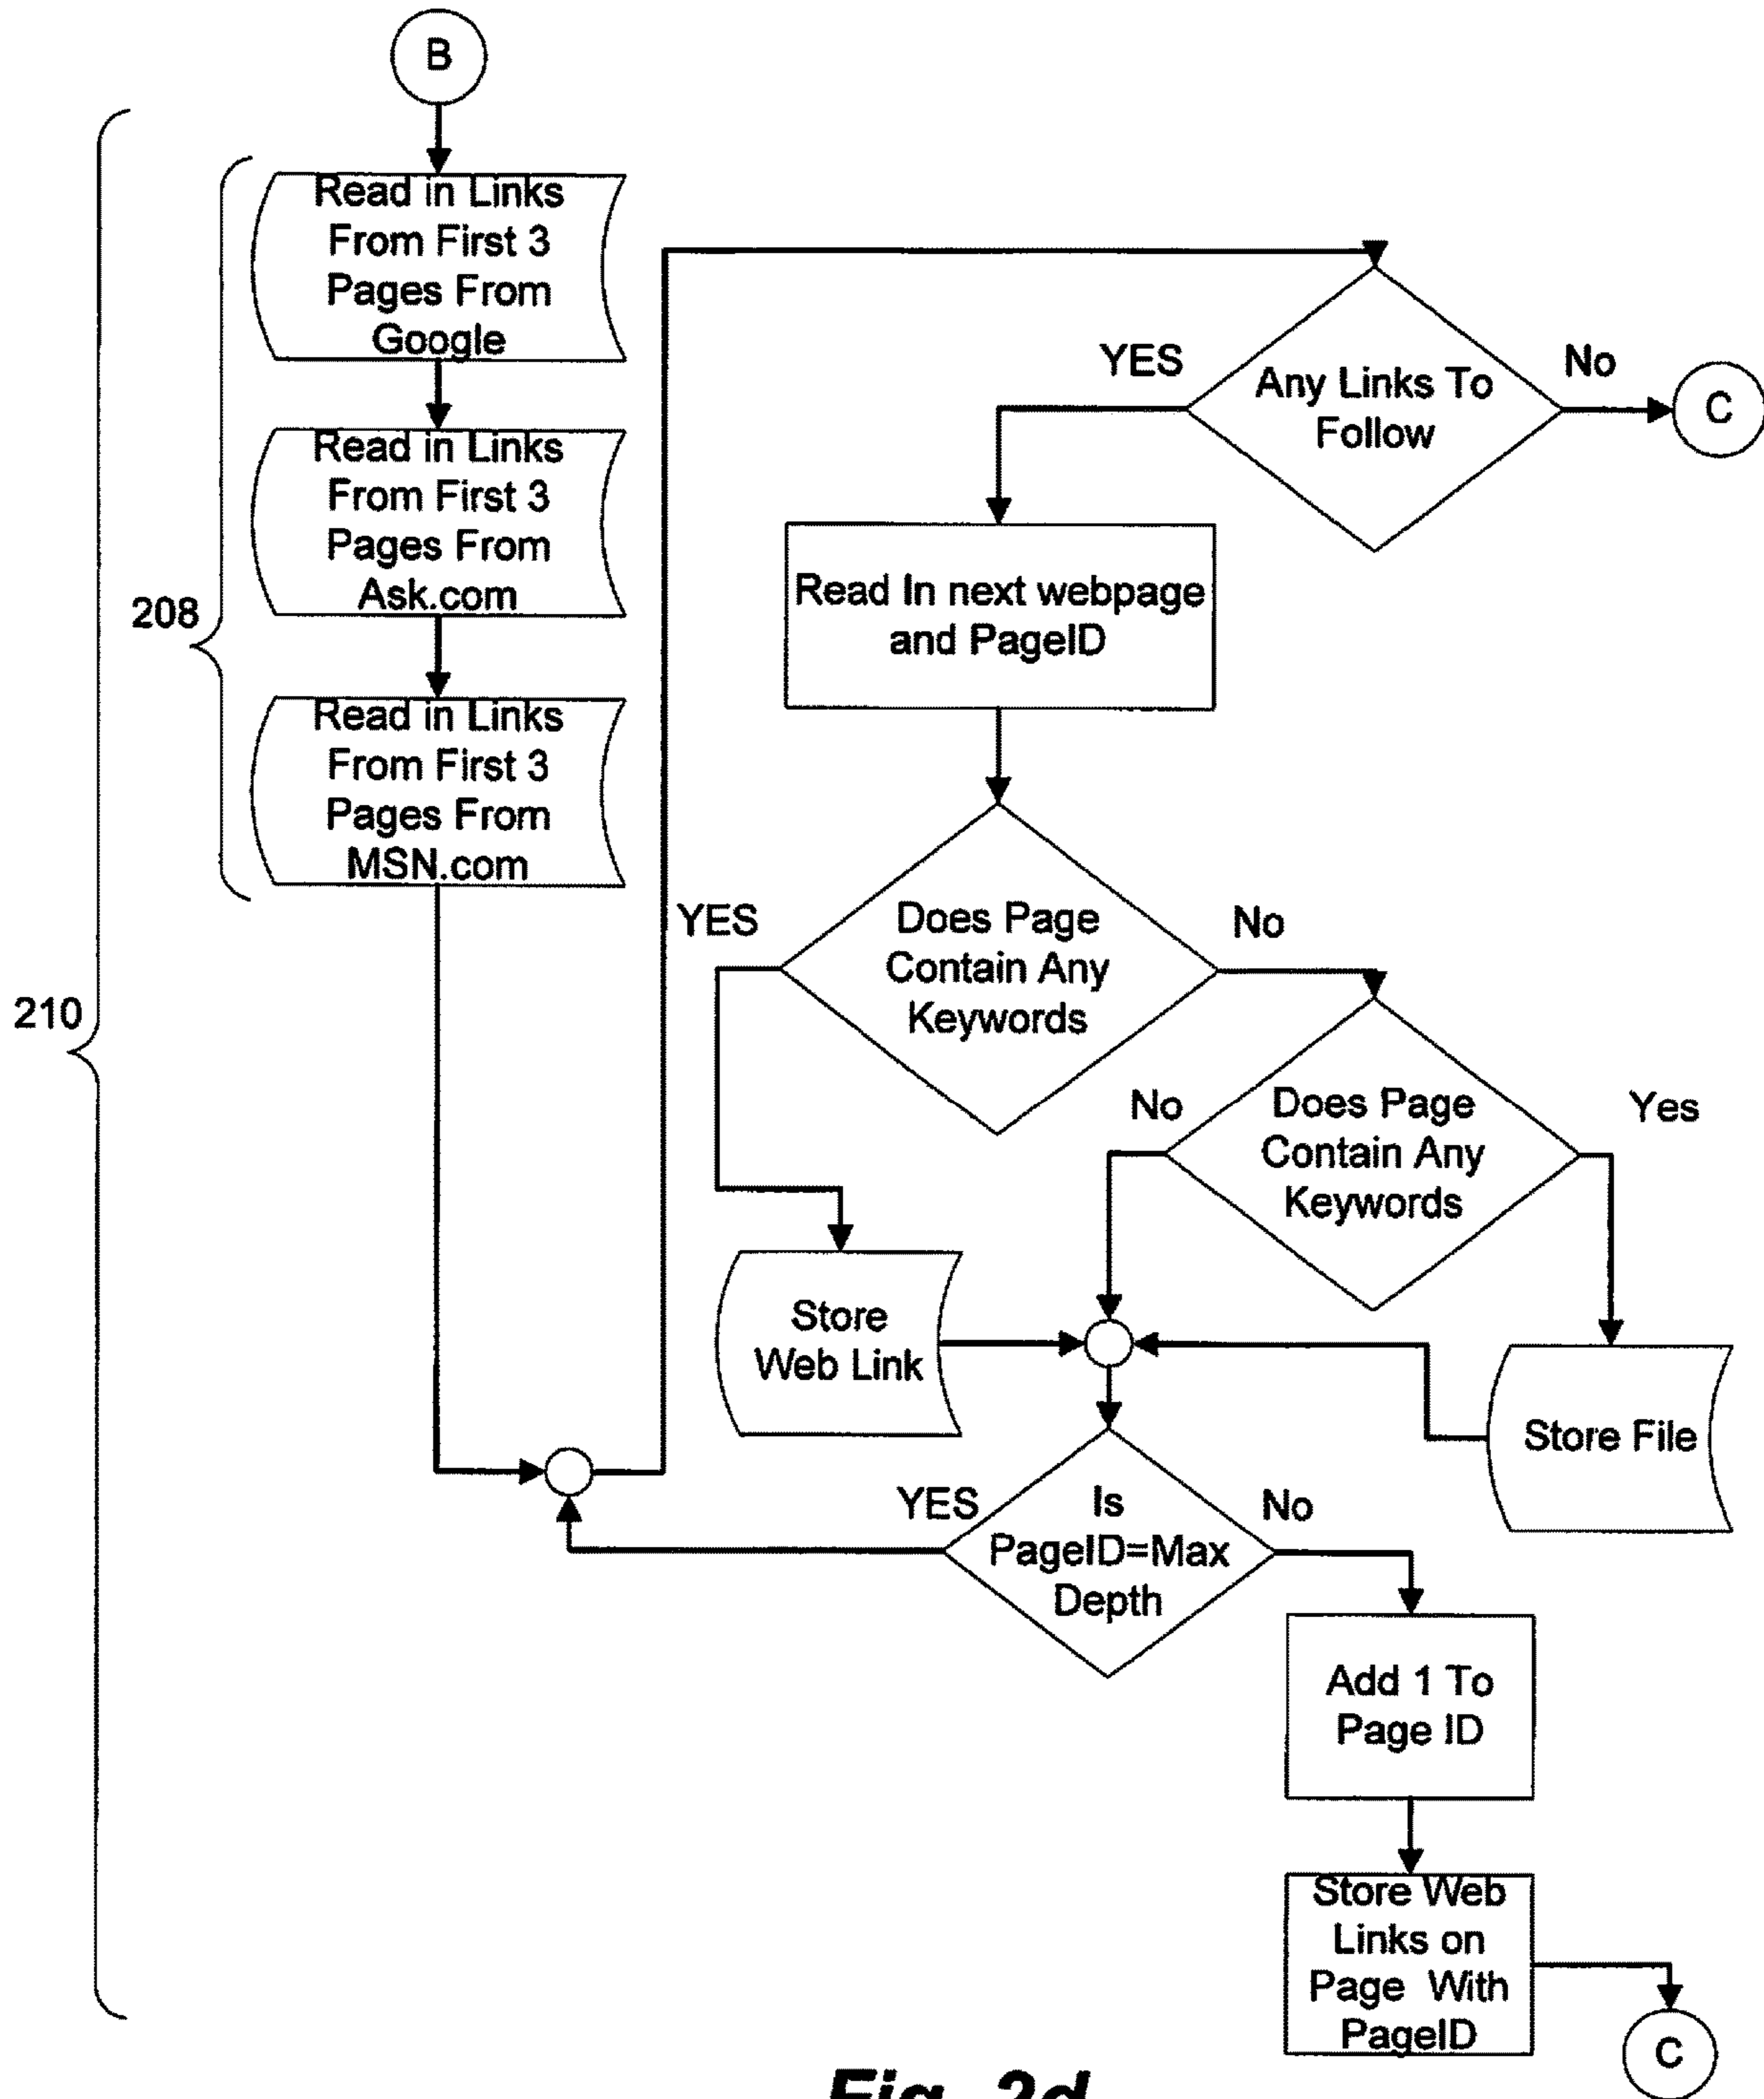 B
Read in Links
From First 3
Pages From
Google
Read in Links
From First 3
Pages From
Ask.com
208
Read in Links
From First 3
Pages From
MSN.com
210
YES
Any Links To
Follow
No
C
Read In next webpage
and PageID
YES
Does Page
Contain Any
Keywords
No
No
Does Page
Contain Any
Keywords
Yes
Store
Web Link
Store File
YES
Is
PageID=Max
Depth
No
Add 1 To
Page ID
Store Web
Links on
Page With
PageID
C
Fig. 2d